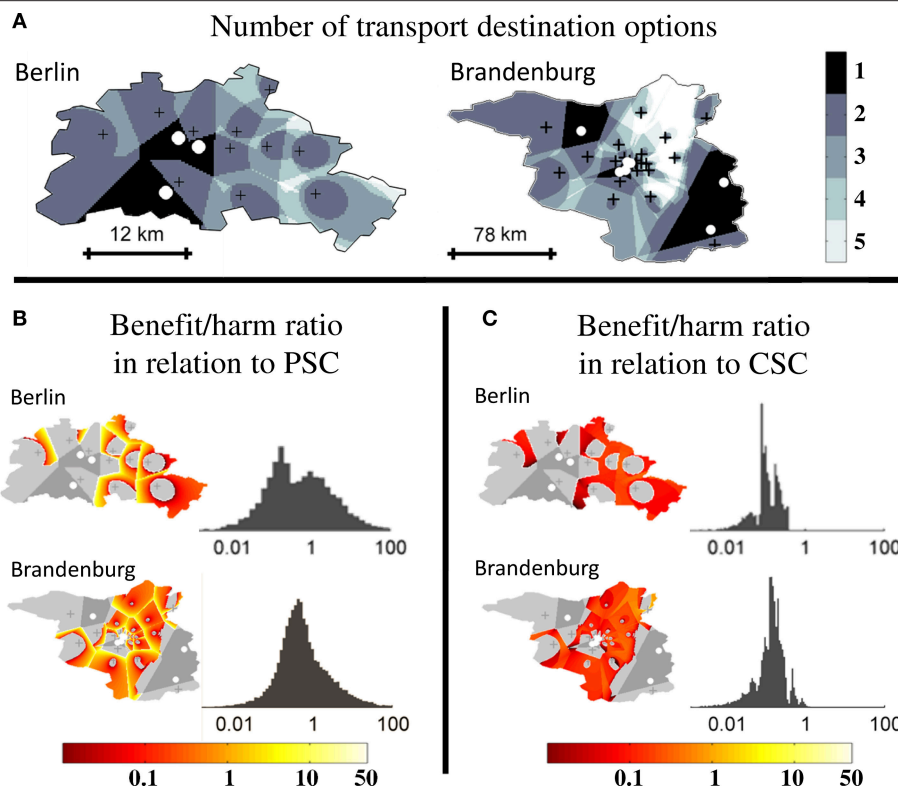 A
Number of transport destination options
Berlin
Brandenburg
1
2
3
4
5
12 km
78 km
B
Benefit/harm ratio
in relation to PSC
Berlin
0.01 1 100
Brandenburg
0.01 1 100
0.1 1 10 50
C
Benefit/harm ratio
in relation to CSC
Berlin
0.01 1 100
Brandenburg
0.01 1 100
0.1 1 10 50